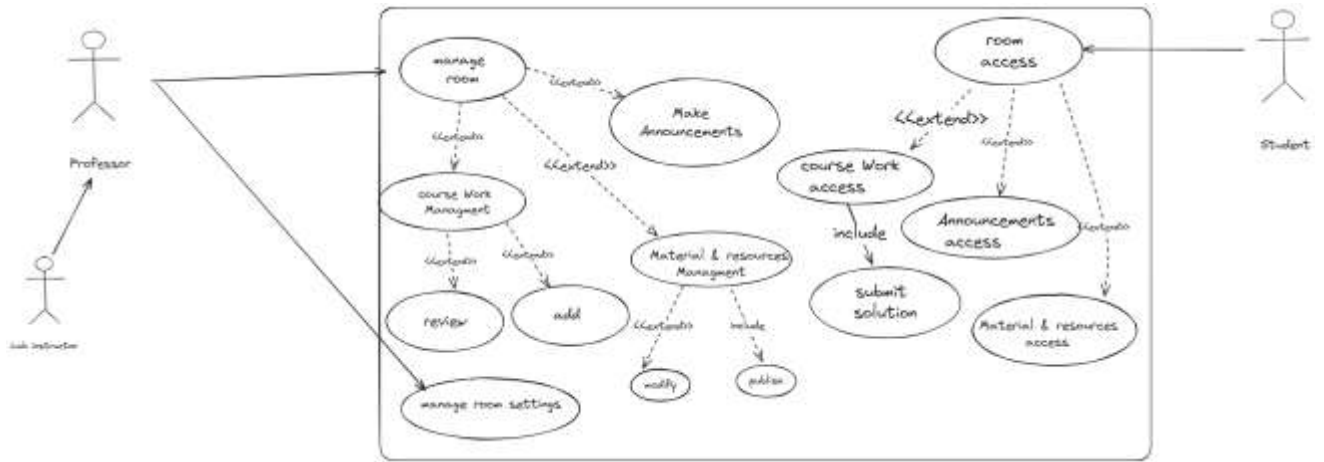 manage
room
<<extend>>
Make
Announcements
room
access
Professor
<<extend>>
<<extend>>
<<extend>>
<<extend>>
Student
course Work
Managment
course Work
access
Announcements
access
<<extend>>
<<extend>>
<<extend>>
include
Material & resources
Managment
review
add
submit
solution
Material & resources
access
<<extend>>
include
instructor
modify
publish
manage room settings